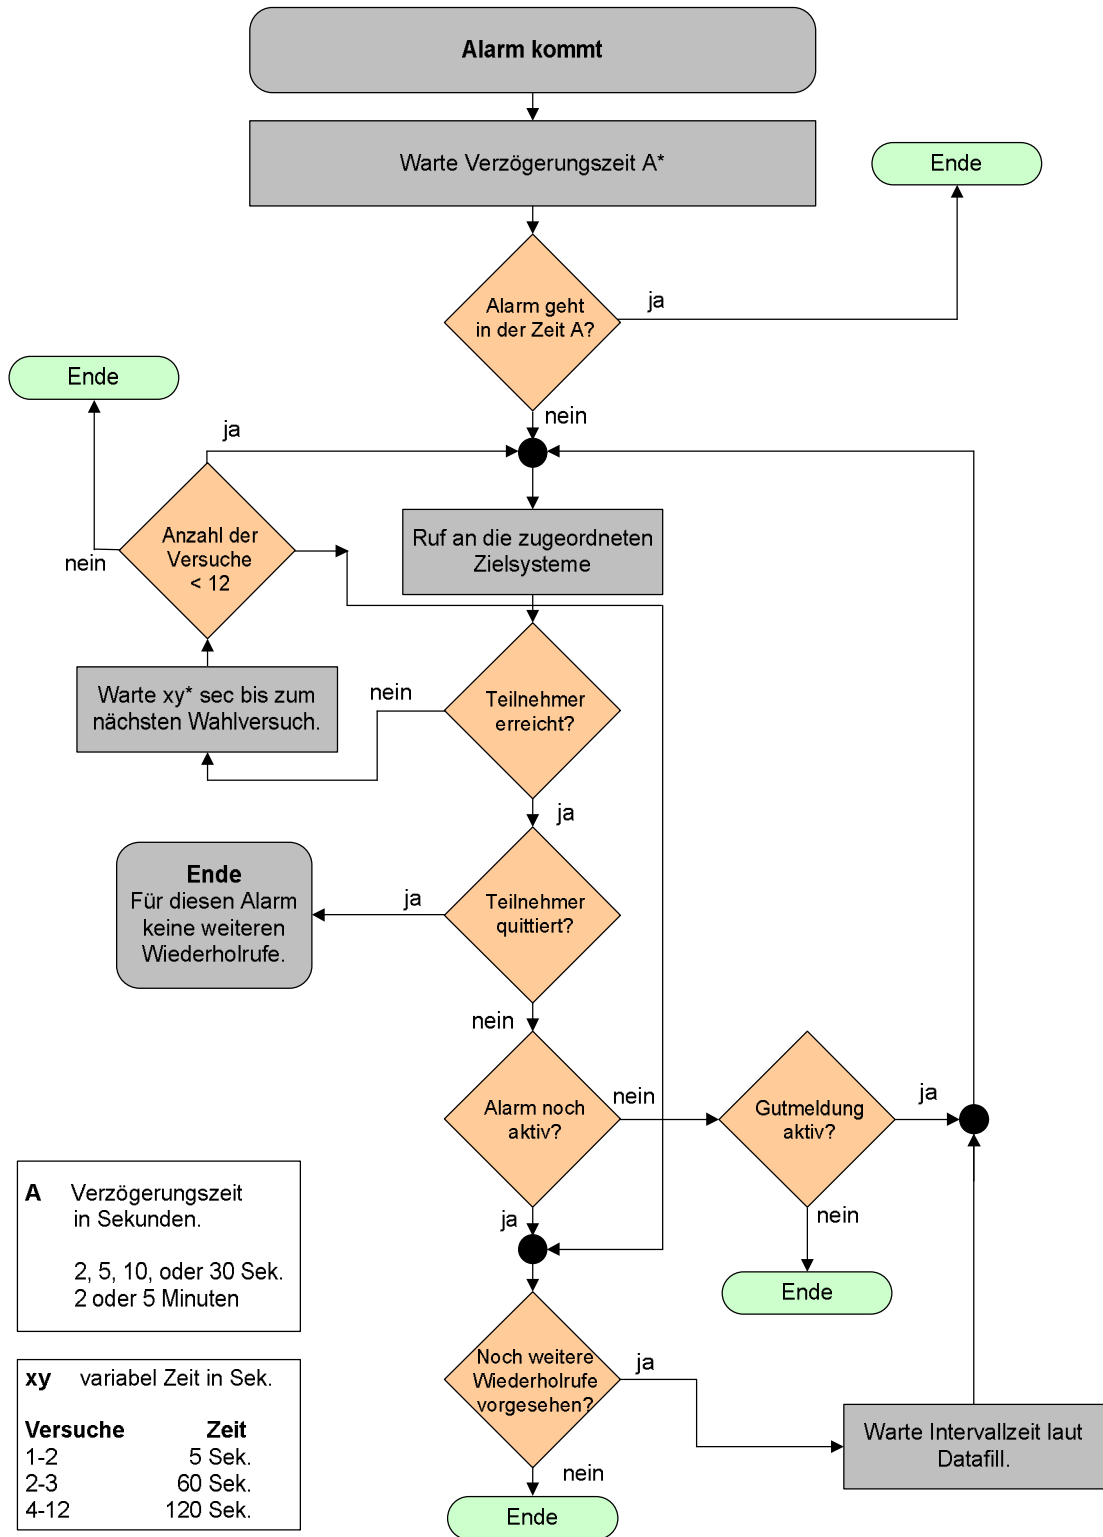 Alarm kommt
Warte Verzögerungszeit A*
Ende
Alarm geht
in der Zeit A?
ja
Ende
nein
ja
Anzahl der
Versuche
< 12
nein
Ruf an die zugeordneten
Zielsysteme
Warte xy* sec bis zum
nächsten Wahlversuch.
nein
Teilnehmer
erreicht?
ja
Ende
Für diesen Alarm
keine weiteren
Wiederholrufe.
ja
Teilnehmer
quittiert?
nein
Alarm noch
aktiv?
nein
Gutmeldung
aktiv?
ja
nein
Ende
ja
A Verzögerungszeit
in Sekunden.
2, 5, 10, oder 30 Sek.
2 oder 5 Minuten
Noch weitere
Wiederholrufe
vorgesehen?
ja
Warte Intervallzeit laut
Datafill.
nein
Ende
xy variabel Zeit in Sek.
Versuche Zeit
1-2 5 Sek.
2-3 60 Sek.
4-12 120 Sek.